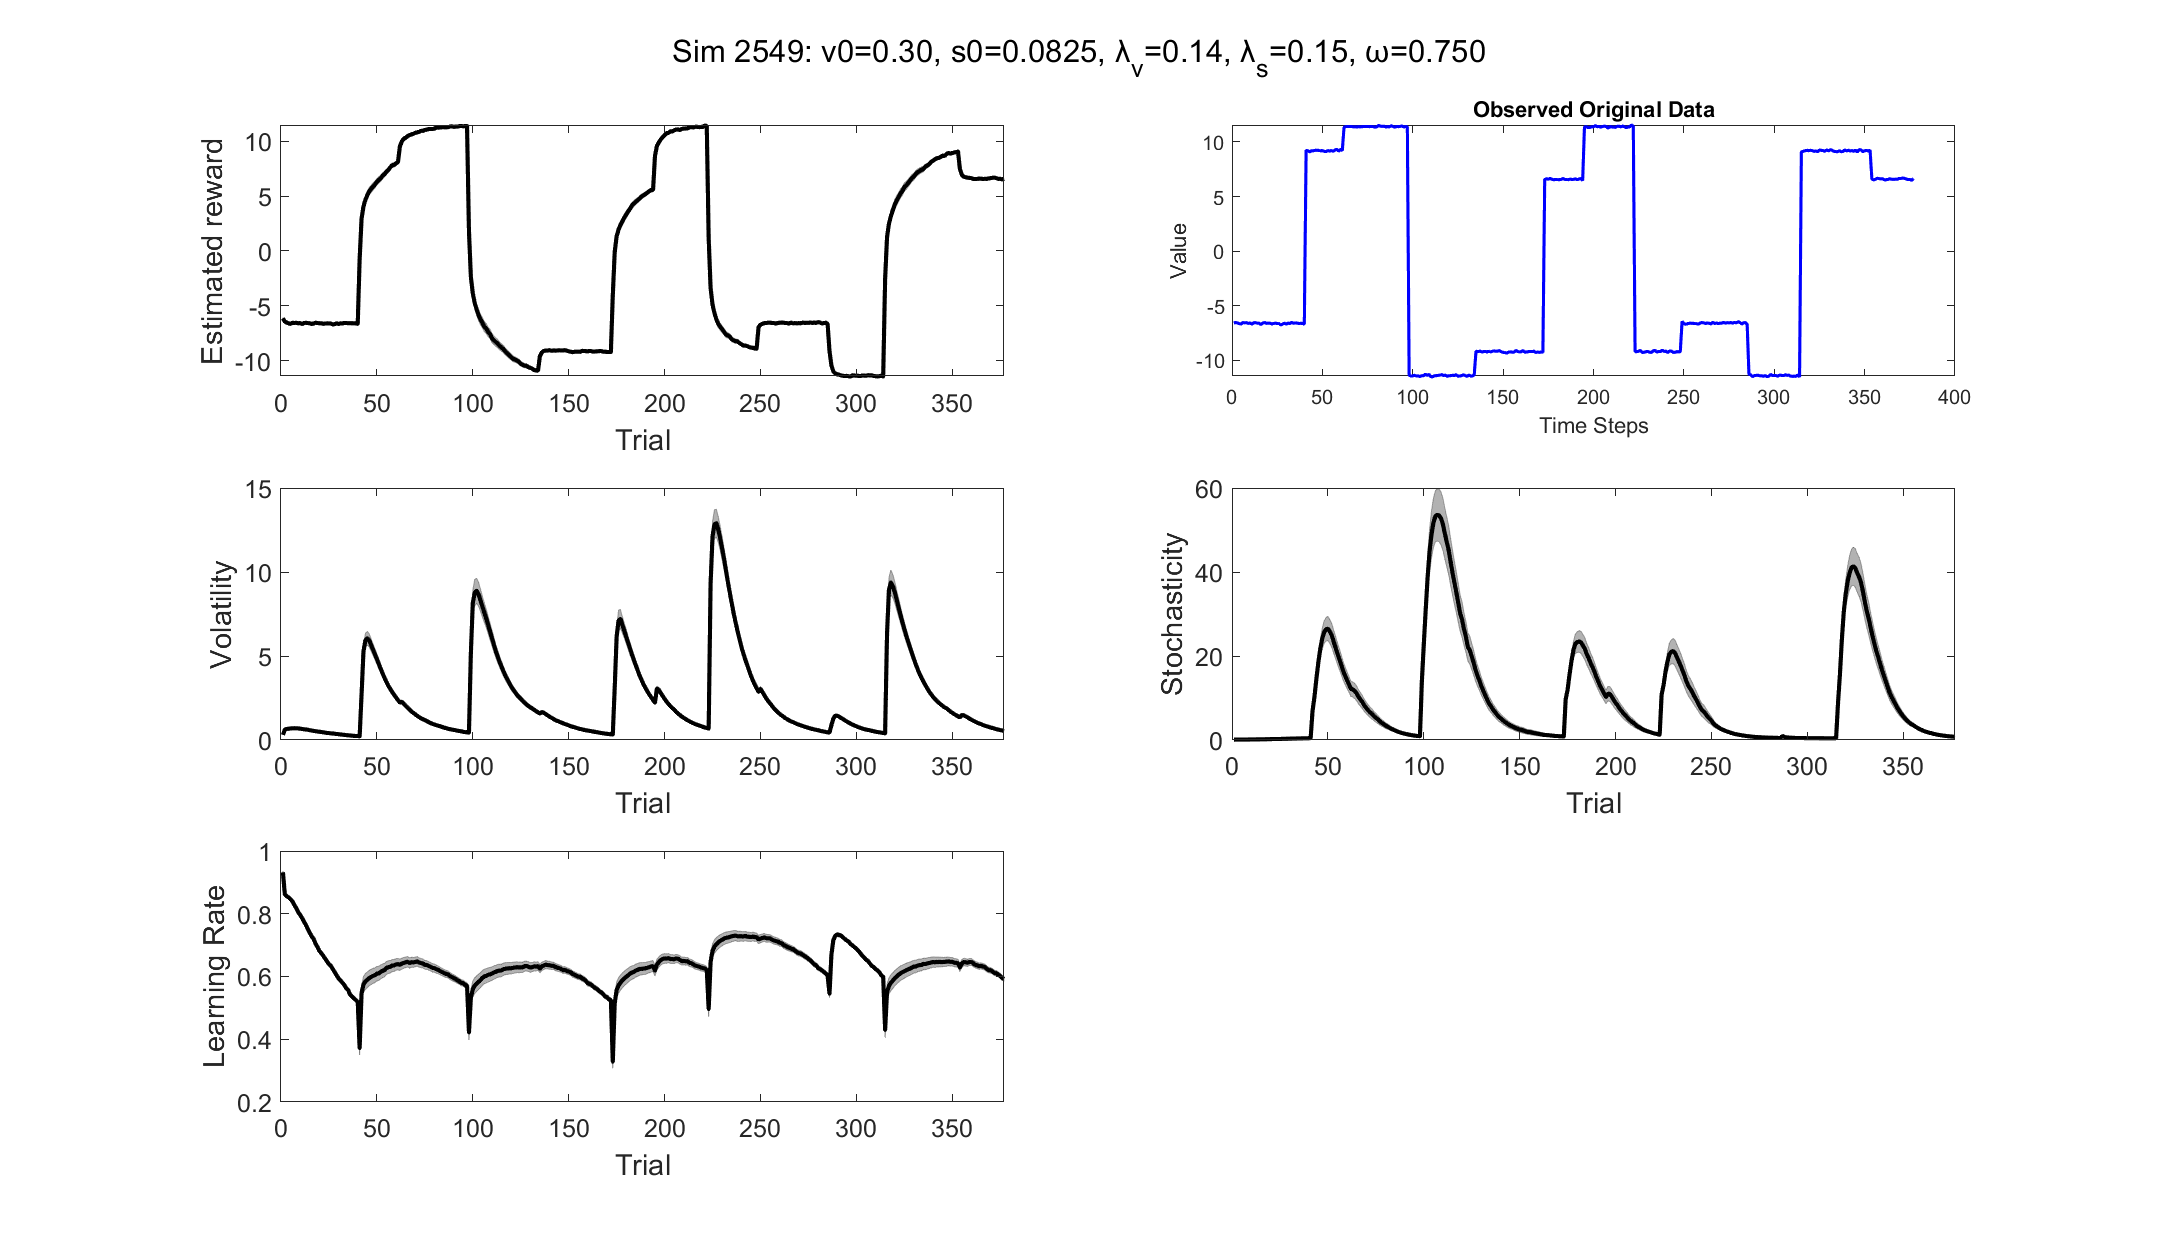 Sim 2549: v0=0.30, s0=0.0825, λ_v=0.14, λ_s=0.15, ω=0.750
Estimated reward
10
5
0
-5
-10
0 50 100 150 200 250 300 350
Trial
Observed Original Data
Value
10
5
0
-5
-10
0 50 100 150 200 250 300 350 400
Time Steps
Volatility
15
10
5
0
0 50 100 150 200 250 300 350
Trial
Stochasticity
60
40
20
0
0 50 100 150 200 250 300 350
Trial
Learning Rate
1
0.8
0.6
0.4
0.2
0 50 100 150 200 250 300 350
Trial